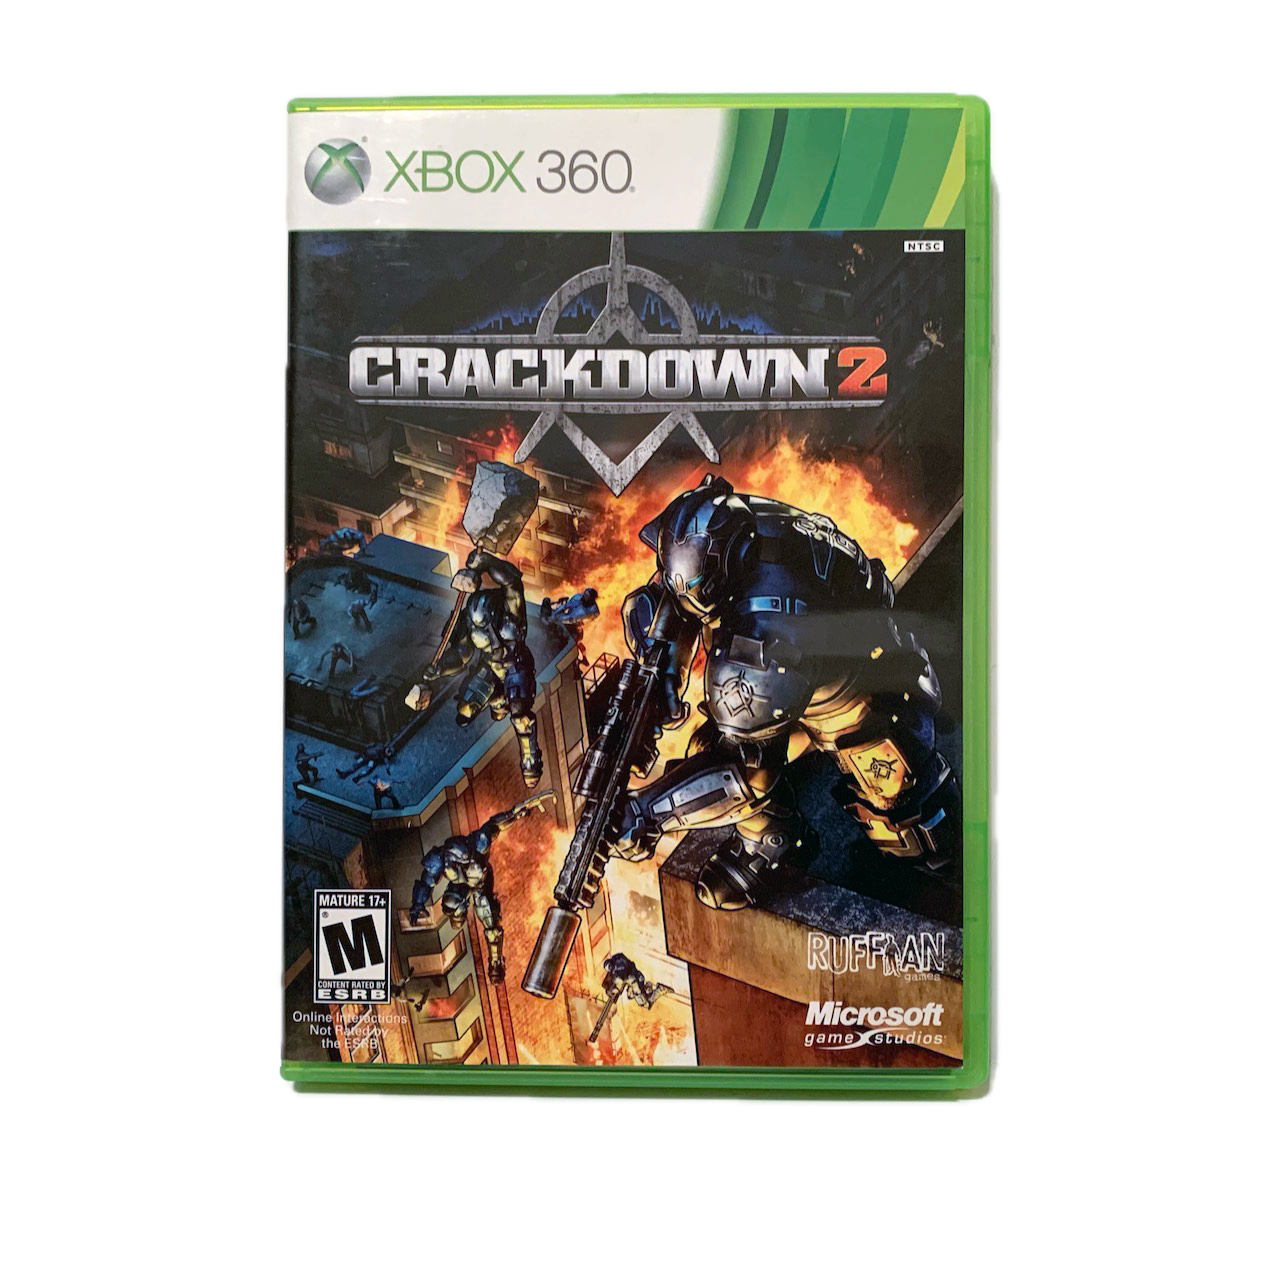 XBOX 360
NTSC
CRACKDOWN 2
MATURE 17+
M
CONTENT RATED BY
ESRB
Online Interactions
Not Rated by
the ESRB
RUFFIAN
games
Microsoft
game studios